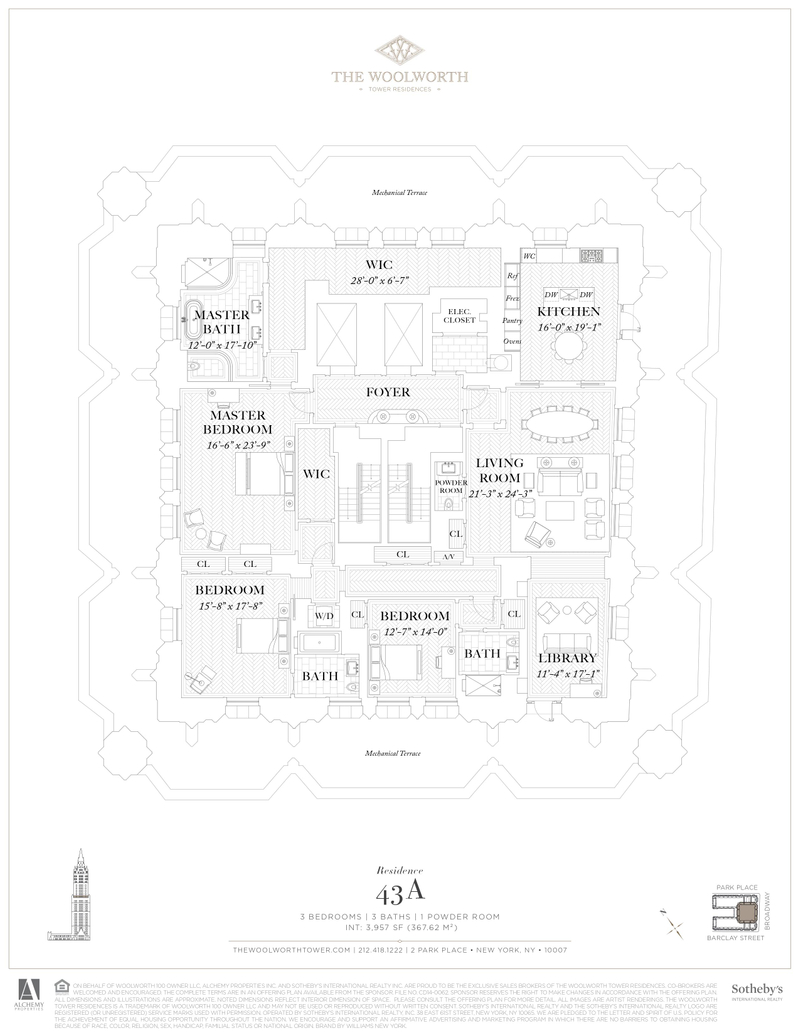 THE WOOLWORTH
TOWER RESIDENCES
Mechanical Terrace
WIC
28'-0" x 6'-7"
WC
Ref
Frez
Pantry
Ovens
DW DW
KITCHEN
16'-0" x 19'-1"
ELEC.
CLOSET
MASTER
BATH
12'-0" x 17'-10"
FOYER
MASTER
BEDROOM
16'-6" x 23'-9"
WIC
POWDER
ROOM
LIVING
ROOM
21'-3" x 24'-3"
CL
CL
A/V
CL
CL
BEDROOM
15'-8" x 17'-8"
W/D
CL
BEDROOM
12'-7" x 14'-0"
CL
BATH
BATH
LIBRARY
11'-4" x 17'-1"
Mechanical Terrace
Residence
43A
3 BEDROOMS | 3 BATHS | 1 POWDER ROOM
INT: 3,957 SF (367.62 M²)
THEWOOLWORTHTOWER.COM | 212.418.1222 | 2 PARK PLACE • NEW YORK, NY • 10007
PARK PLACE
BROADWAY
BARCLAY STREET
ALCHEMY
PROPERTIES
ON BEHALF OF WOOLWORTH 100 OWNER LLC, ALCHEMY PROPERTIES INC. AND SOTHEBY'S INTERNATIONAL REALTY INC. ARE PROUD TO BE THE EXCLUSIVE SALES BROKERS OF THE WOOLWORTH TOWER RESIDENCES. CO-BROKERS ARE
WELCOMED AND ENCOURAGED. THE COMPLETE TERMS ARE IN AN OFFERING PLAN AVAILABLE FROM THE SPONSOR. FILE NO. CD14-0062. SPONSOR RESERVES THE RIGHT TO MAKE CHANGES IN ACCORDANCE WITH THE OFFERING PLAN.
ALL DIMENSIONS AND ILLUSTRATIONS ARE APPROXIMATE. NOTED DIMENSIONS REFLECT INTERIOR DIMENSION OF SPACE. PLEASE CONSULT THE OFFERING PLAN FOR MORE DETAIL. ALL IMAGES ARE ARTIST RENDERINGS. THE WOOLWORTH
TOWER RESIDENCES IS A TRADEMARK OF WOOLWORTH 100 OWNER LLC AND MAY NOT BE USED OR REPRODUCED WITHOUT WRITTEN CONSENT. SOTHEBY'S INTERNATIONAL REALTY AND THE SOTHEBY'S INTERNATIONAL REALTY LOGO ARE
REGISTERED (OR UNREGISTERED) SERVICE MARKS USED WITH PERMISSION. OPERATED BY SOTHEBY'S INTERNATIONAL REALTY, INC. 38 EAST 61ST STREET, NEW YORK, NY 10065. WE ARE PLEDGED TO THE LETTER AND SPIRIT OF U.S. POLICY FOR
THE ACHIEVEMENT OF EQUAL HOUSING OPPORTUNITY THROUGHOUT THE NATION. WE ENCOURAGE AND SUPPORT AN AFFIRMATIVE ADVERTISING AND MARKETING PROGRAM IN WHICH THERE ARE NO BARRIERS TO OBTAINING HOUSING
BECAUSE OF RACE, COLOR, RELIGION, SEX, HANDICAP, FAMILIAL STATUS OR NATIONAL ORIGIN. BRAND BY WILLIAMS NEW YORK.
Sotheby's
INTERNATIONAL REALTY